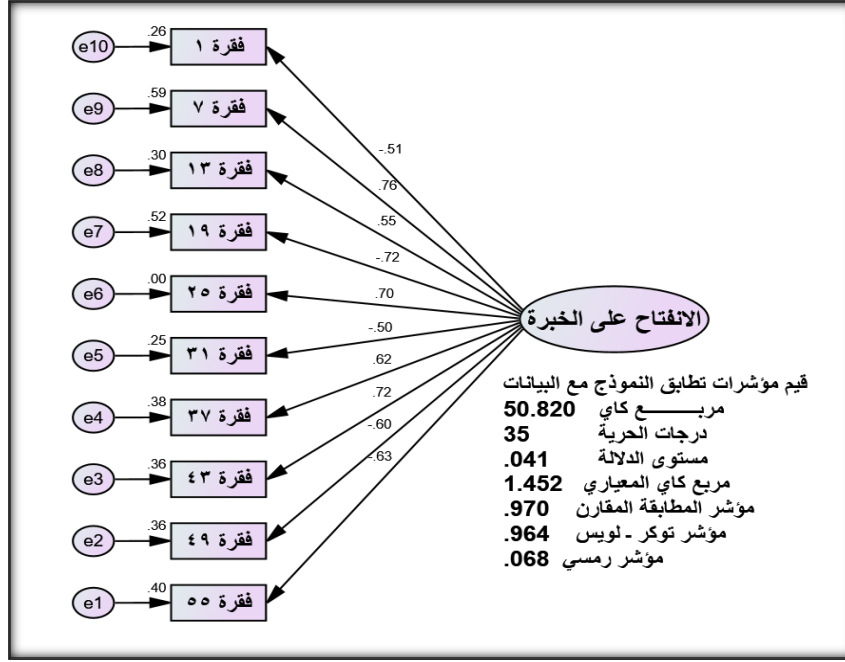 e10
.26
فقرة ١
e9
.59
فقرة ٧
e8
.30
فقرة ١٣
e7
.52
فقرة ١٩
e6
.00
فقرة ٢٥
e5
.25
فقرة ٣١
e4
.38
فقرة ٣٧
e3
.36
فقرة ٤٣
e2
.36
فقرة ٤٩
e1
.40
فقرة ٥٥
-.51
.76
.55
-.72
.70
-.50
.62
.72
-.60
-.63
الانفتاح على الخبرة
قيم مؤشرات تطابق النموذج مع البيانات
مربـــــــع كاي 50.820
درجات الحرية 35
مستوى الدلالة .041
مربع كاي المعياري 1.452
مؤشر المطابقة المقارن .970
مؤشر توكر ـ لويس .964
مؤشر رمسي .068